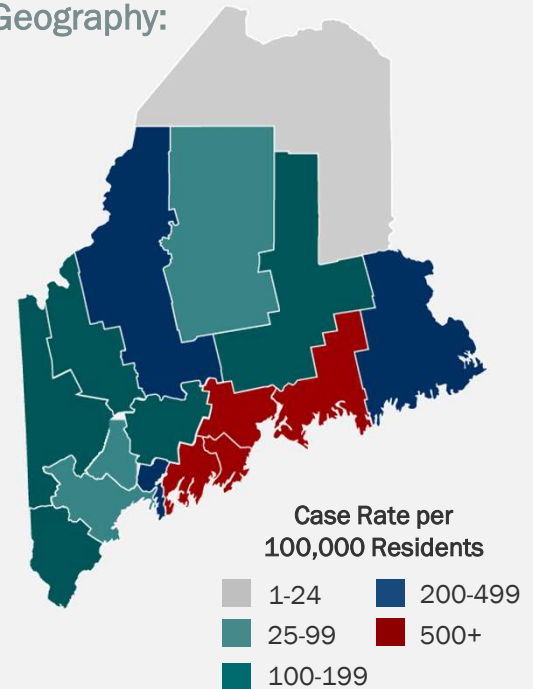 Geography:
Case Rate per
100,000 Residents
1-24
200-499
25-99
500+
100-199